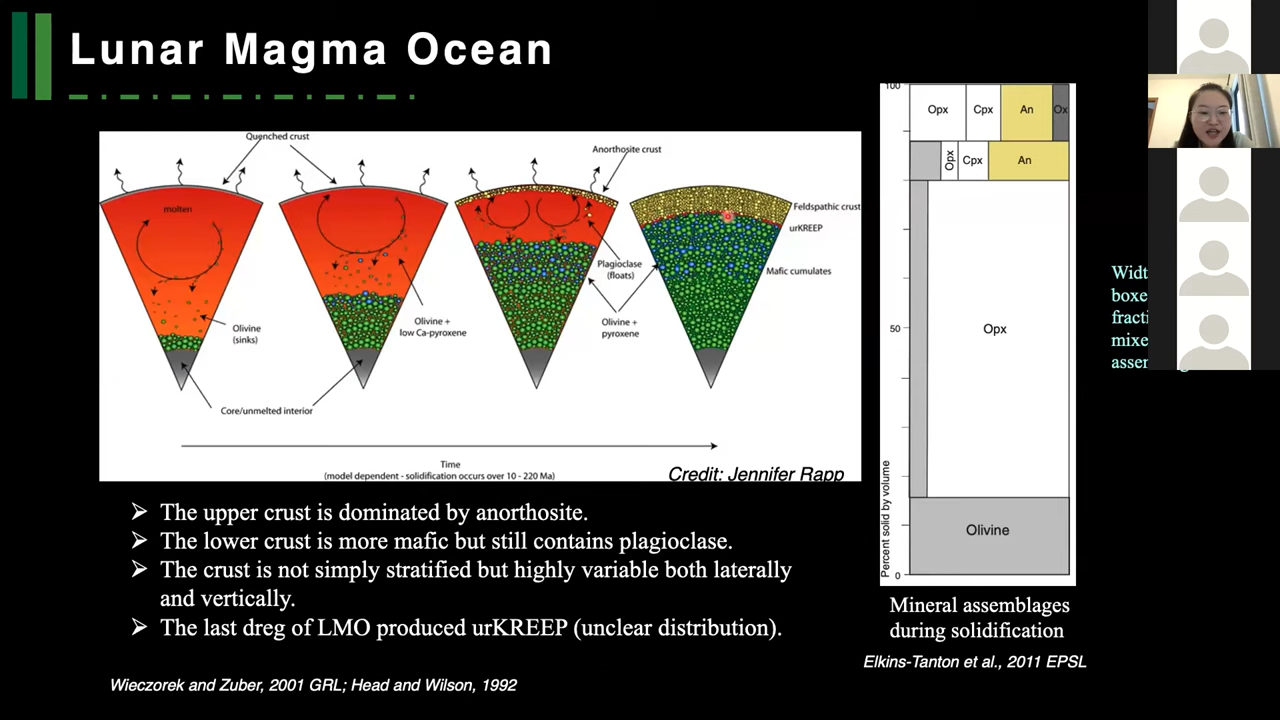 Lunar Magma Ocean
Quenched crust
Anorthosite crust
molten
Feldspathic crust
urKREEP
Plagioclase
(floats)
Mafic cumulates
Olivine
(sinks)
Olivine +
low Ca-pyroxene
Olivine +
pyroxene
Core/unmelted interior
Time
(model dependent - solidification occurs over 10 - 220 Ma)
Credit: Jennifer Rapp
➢ The upper crust is dominated by anorthosite.
➢ The lower crust is more mafic but still contains plagioclase.
➢ The crust is not simply stratified but highly variable both laterally
and vertically.
➢ The last dreg of LMO produced urKREEP (unclear distribution).
Wieczorek and Zuber, 2001 GRL; Head and Wilson, 1992
100
Opx Cpx An Ox
Opx Cpx An
50
Opx
Olivine
0
Percent solid by volume
Mineral assemblages
during solidification
Elkins-Tanton et al., 2011 EPSL